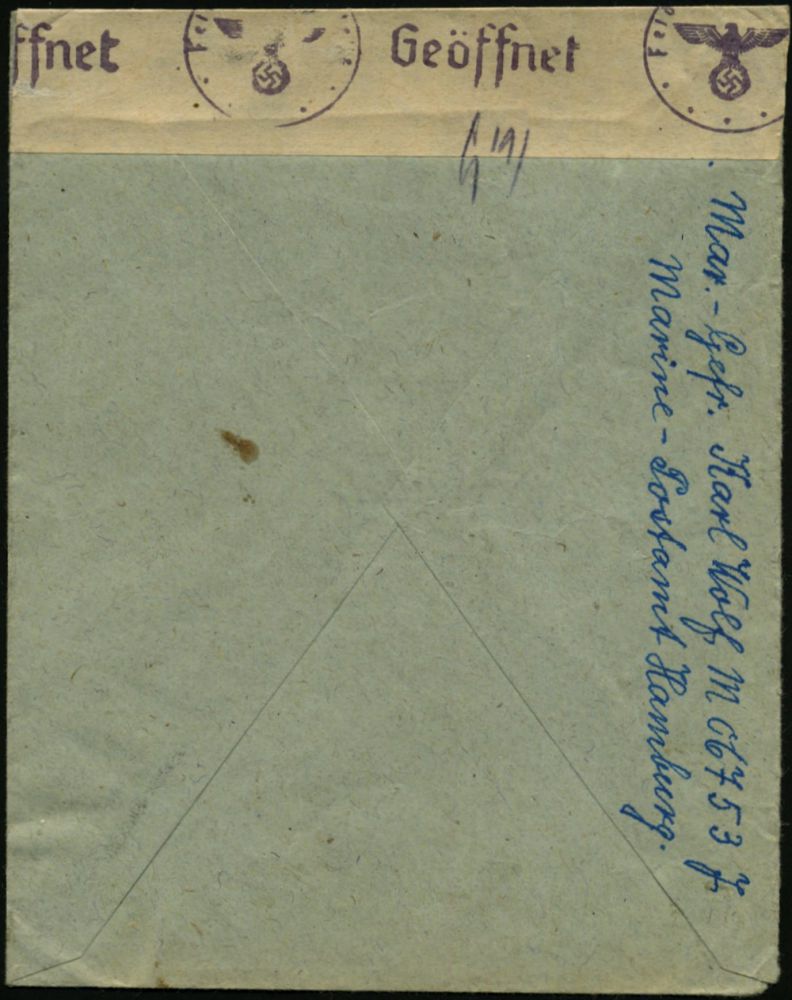 ffnet Geöffnet
Mar.-Gefr. Karl Wolf M 06753 J
Marine-Postamt Hamburg.